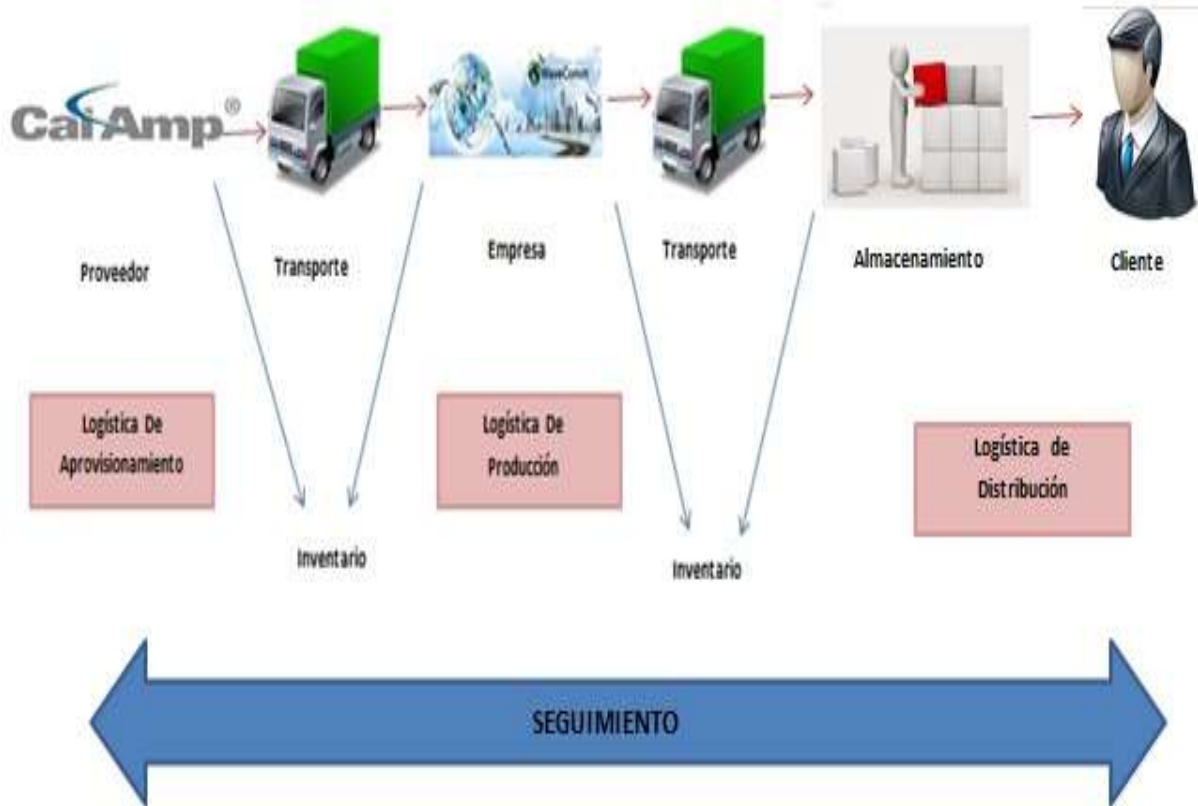 CalAmp®
WaveComm
Proveedor
Transporte
Empresa
Transporte
Almacenamiento
Cliente
Logística De
Aprovisionamiento
Logística De
Producción
Logística de
Distribución
Inventario
Inventario
SEGUIMIENTO